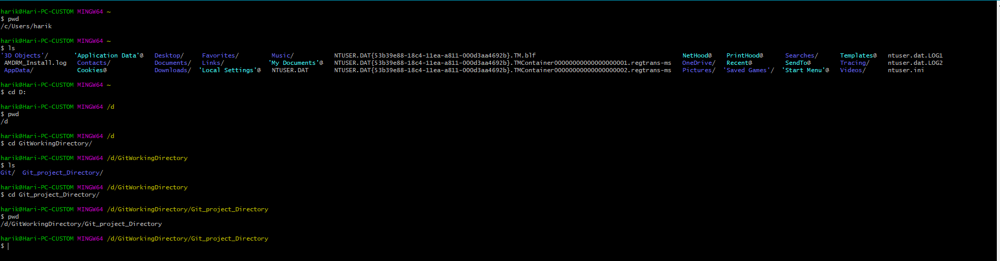 harik@Hari-PC-CUSTOM MINGW64 ~
$ pwd
/c/Users/harik
harik@Hari-PC-CUSTOM MINGW64 ~
$ ls
'3D Objects'/ 'Application Data'@ Desktop/ Favorites/ Music/ NTUSER.DAT{53b39e88-18c4-11ea-a811-000d3aa4692b}.TM.blf NetHood@ PrintHood@ Searches/ Templates@ ntuser.dat.LOG1
AMDRM_Install.log Contacts/ Documents/ Links/ 'My Documents'@ NTUSER.DAT{53b39e88-18c4-11ea-a811-000d3aa4692b}.TMContainer00000000000000000001.regtrans-ms OneDrive/ Recent@ SendTo@ Tracing/ ntuser.dat.LOG2
AppData/ Cookies@ Downloads/ 'Local Settings'@ NTUSER.DAT NTUSER.DAT{53b39e88-18c4-11ea-a811-000d3aa4692b}.TMContainer00000000000000000002.regtrans-ms Pictures/ 'Saved Games'/ 'Start Menu'@ Videos/ ntuser.ini
harik@Hari-PC-CUSTOM MINGW64 ~
$ cd D:
harik@Hari-PC-CUSTOM MINGW64 /d
$ pwd
/d
harik@Hari-PC-CUSTOM MINGW64 /d
$ cd GitWorkingDirectory/
harik@Hari-PC-CUSTOM MINGW64 /d/GitWorkingDirectory
$ ls
Git/ Git_project_Directory/
harik@Hari-PC-CUSTOM MINGW64 /d/GitWorkingDirectory
$ cd Git_project_Directory/
harik@Hari-PC-CUSTOM MINGW64 /d/GitWorkingDirectory/Git_project_Directory
$ pwd
/d/GitWorkingDirectory/Git_project_Directory
harik@Hari-PC-CUSTOM MINGW64 /d/GitWorkingDirectory/Git_project_Directory
$